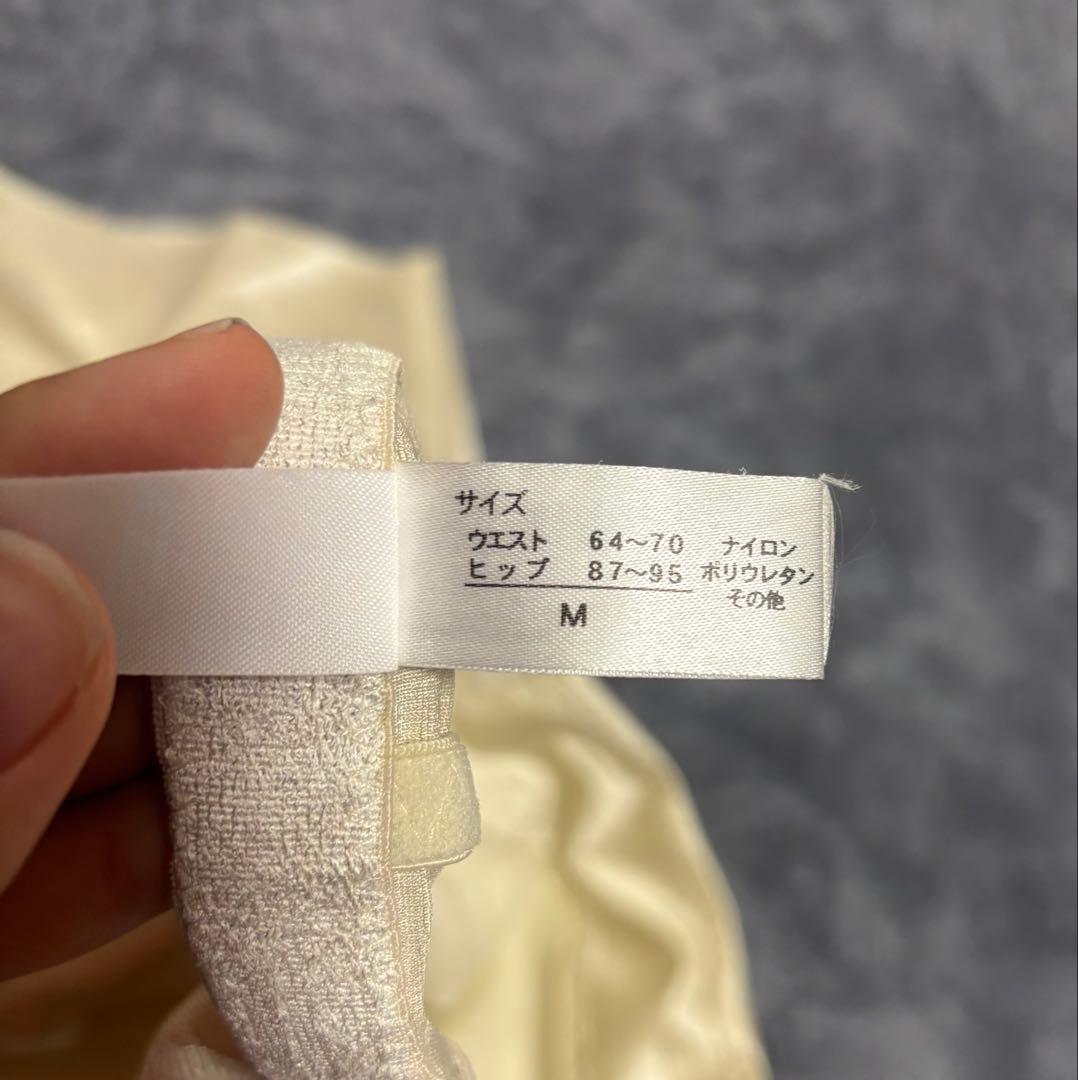 サイズ
ウエスト 64～70 ナイロン
ヒップ 87～95 ポリウレタン
M その他